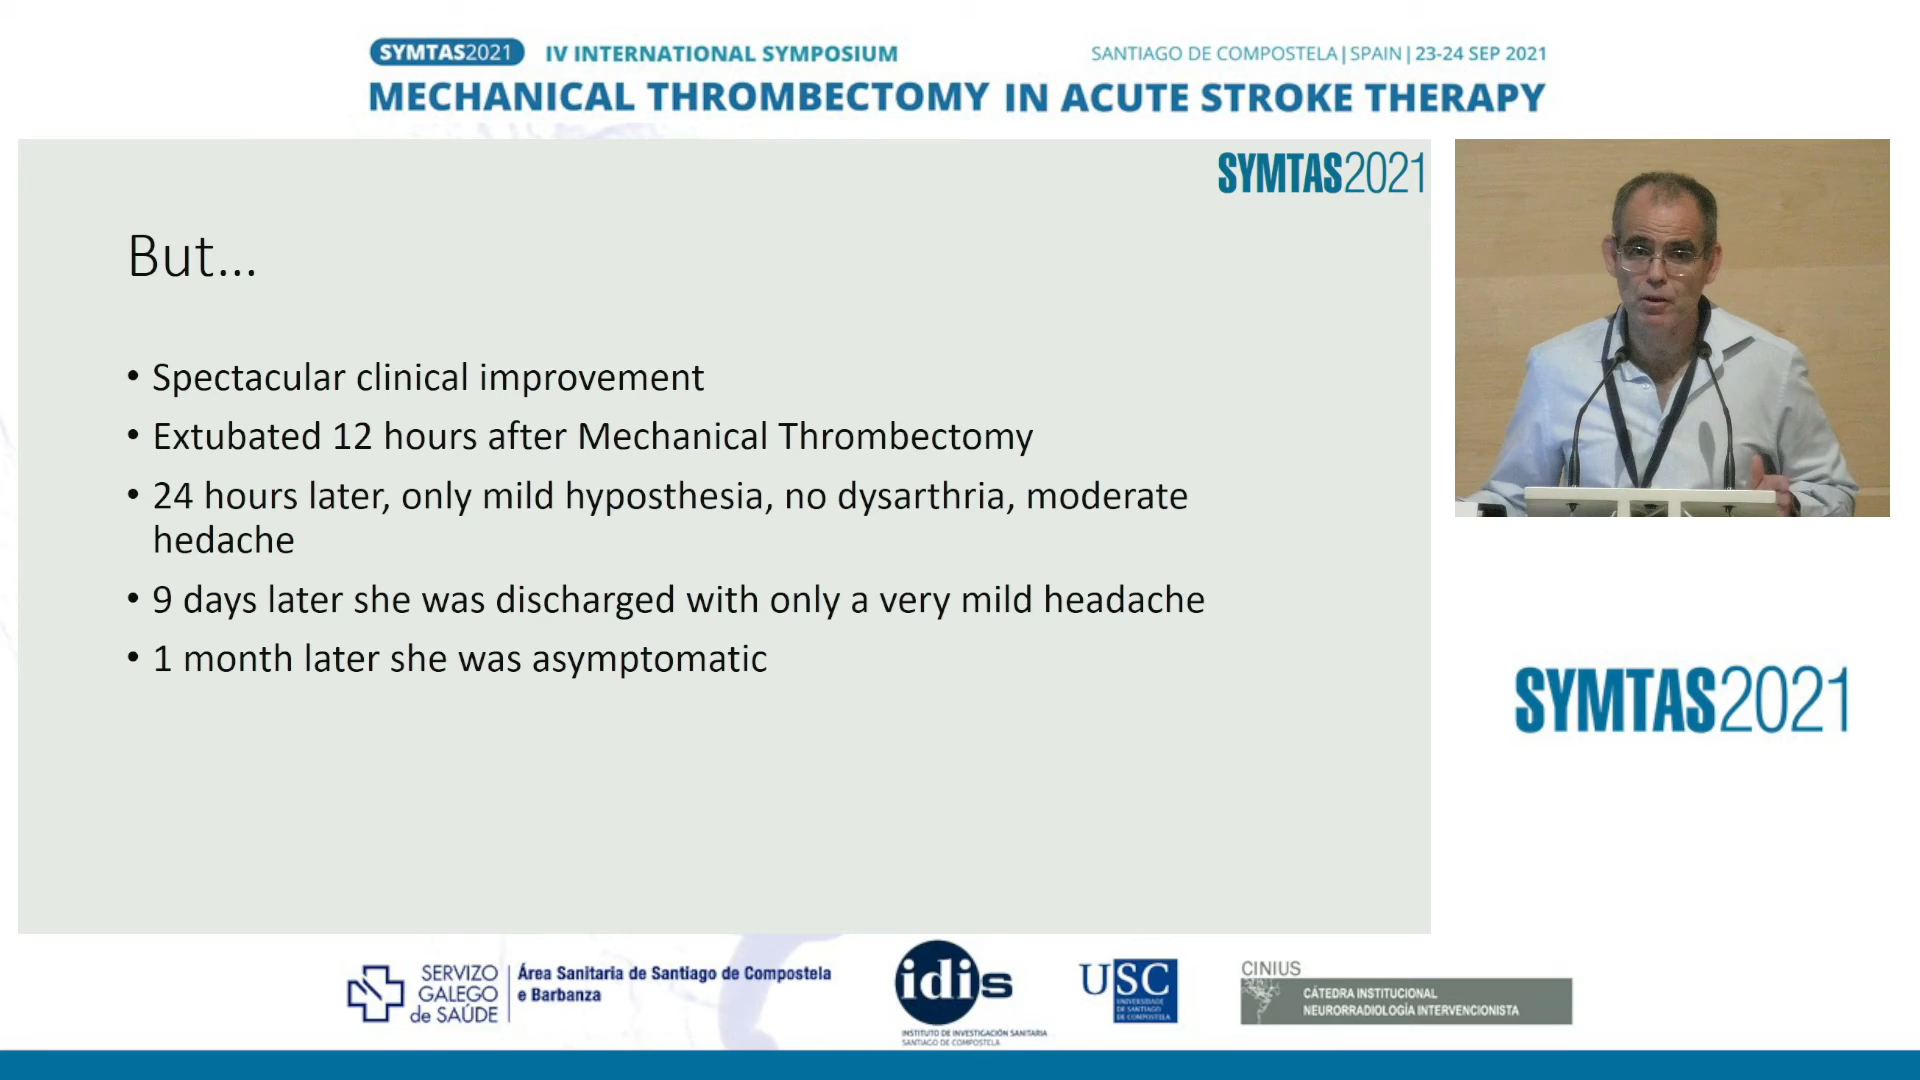 SYMTAS2021 IV INTERNATIONAL SYMPOSIUM SANTIAGO DE COMPOSTELA | SPAIN | 23-24 SEP 2021
MECHANICAL THROMBECTOMY IN ACUTE STROKE THERAPY
SYMTAS2021
But...
• Spectacular clinical improvement
• Extubated 12 hours after Mechanical Thrombectomy
• 24 hours later, only mild hyposthesia, no dysarthria, moderate
hedache
• 9 days later she was discharged with only a very mild headache
• 1 month later she was asymptomatic
SYMTAS2021
SERVIZO
GALEGO
de SAÚDE
Área Sanitaria de Santiago de Compostela
e Barbanza
idis
INSTITUTO DE INVESTIGACIÓN SANITARIA
SANTIAGO DE COMPOSTELA
USC
UNIVERSIDADE
DE SANTIAGO
DE COMPOSTELA
CINIUS
CÁTEDRA INSTITUCIONAL
NEURORRADIOLOGÍA INTERVENCIONISTA